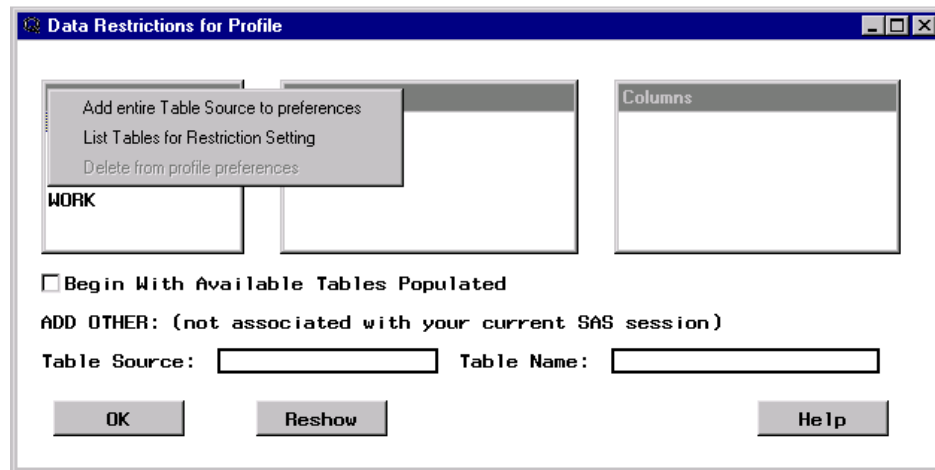 Data Restrictions for Profile
Columns
Add entire Table Source to preferences
List Tables for Restriction Setting
Delete from profile preferences
WORK
Begin With Available Tables Populated
ADD OTHER: (not associated with your current SAS session)
Table Source: Table Name:
OK Reshow Help